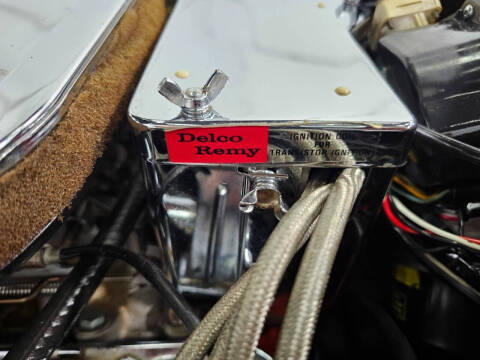 Delco
Remy
IGNITION COIL
FOR
TRANSISTOR IGNITION